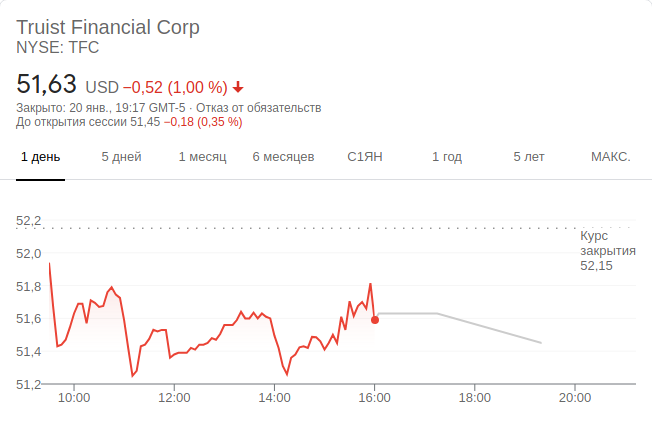 Truist Financial Corp
NYSE: TFC
51,63 USD −0,52 (1,00 %)
Закрыто: 20 янв., 19:17 GMT-5 · Отказ от обязательств
До открытия сессии 51,45 −0,18 (0,35 %)
1 день 5 дней 1 месяц 6 месяцев С1ЯН 1 год 5 лет МАКС.
52,2
Курс
закрытия
52,15
52,0
51,8
51,6
51,4
51,2
10:00 12:00 14:00 16:00 18:00 20:00